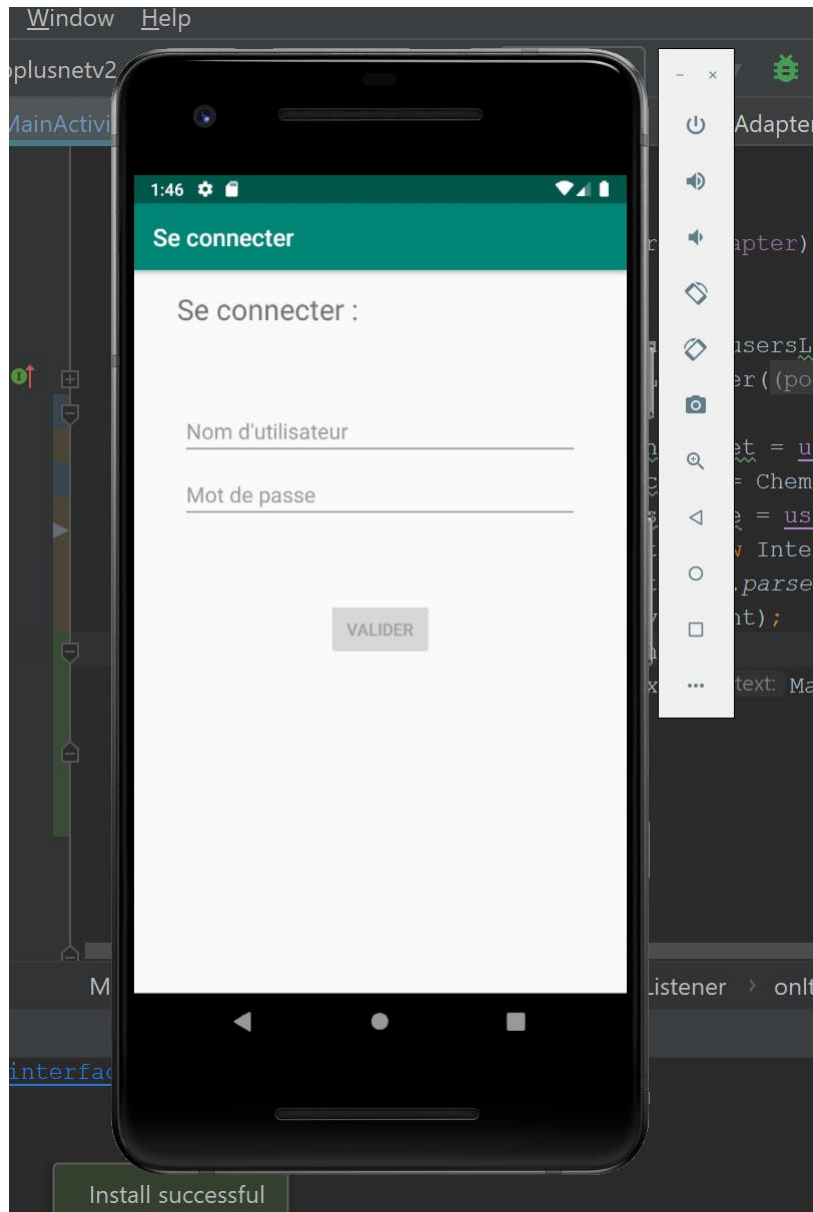 Window Help
plusnetv2
MainActivi
Adapte
1:46
Se connecter
apter)
Se connecter :
usersL
er((po
Nom d'utilisateur
et = u
= Chem
Mot de passe
= us
Inte
.parse
VALIDER
nt);
text: Ma
M
Listener > onIt
interfac
Install successful